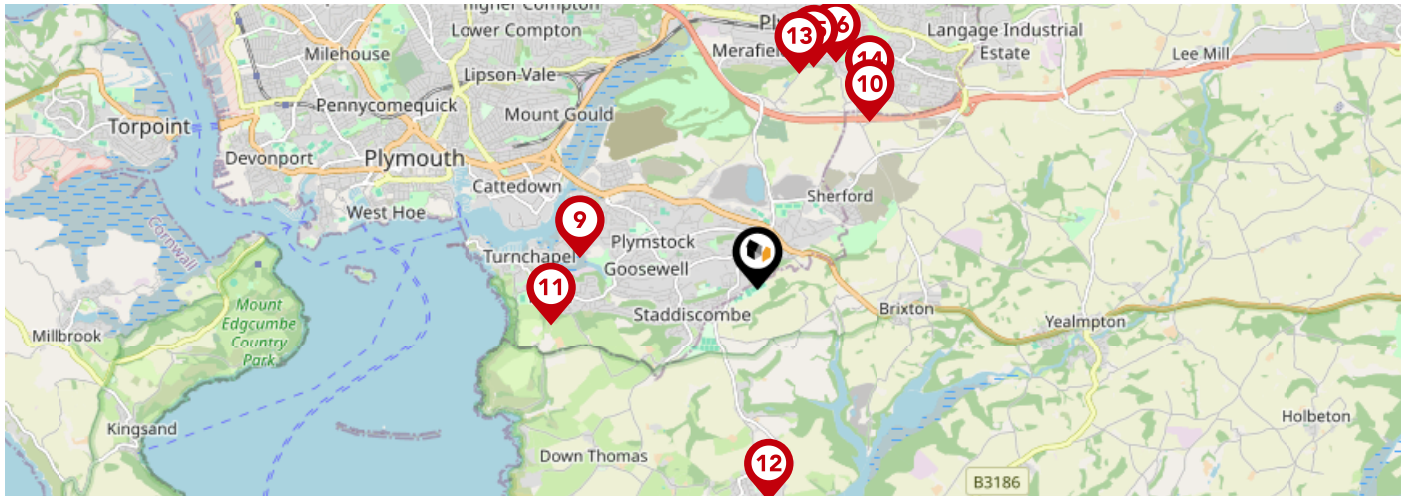 Higher Compton
Lower Compton
Milehouse
Lipson Vale
Pennycomequick
Mount Gould
Torpoint
Devonport
Plymouth
Cattedown
West Hoe
Cornwall
Mount
Edgcumbe
Country
Park
Millbrook
Kingsand
13
6
14
10
Langage Industrial
Estate
Lee Mill
Sherford
9
Plymstock
Turnchapel
Goosewell
11
Staddiscombe
Brixton
Yealmpton
Holbeton
Down Thomas
12
B3186